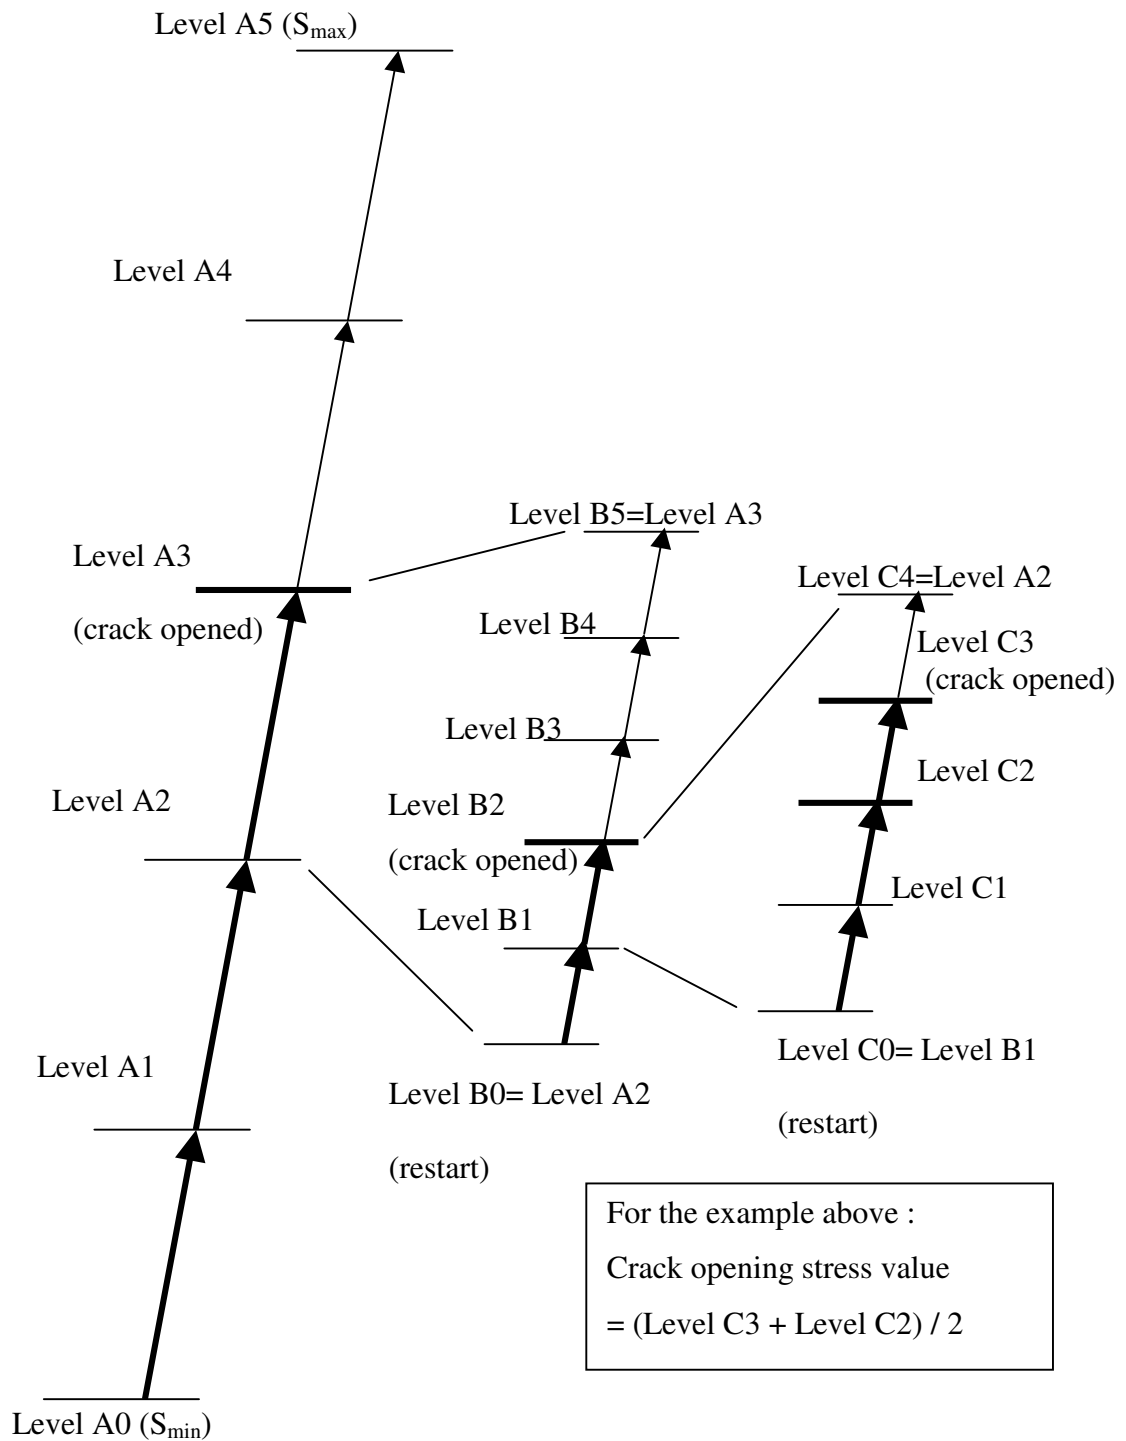 Level A5 (Smax)
Level A4
Level B5=Level A3
Level A3
(crack opened)
Level B4
Level B3
Level A2
Level B2
(crack opened)
Level B1
Level C4=Level A2
Level C3
(crack opened)
Level C2
Level C1
Level C0= Level B1
(restart)
Level A1
Level B0= Level A2
(restart)
For the example above :
Crack opening stress value
= (Level C3 + Level C2) / 2
Level A0 (Smin)